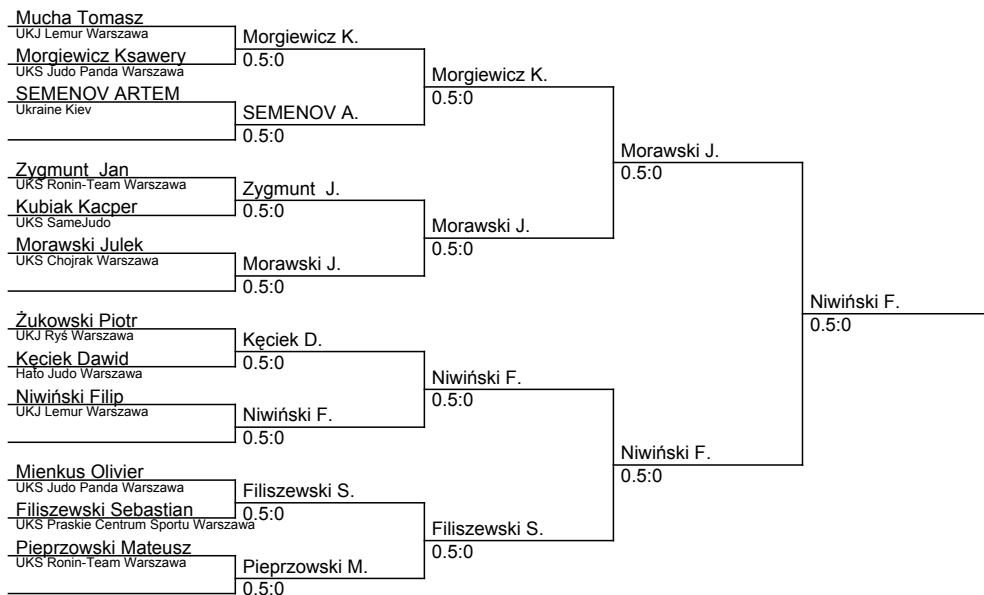 Mucha Tomasz
UKJ Lemur Warszawa
Morgiewicz Ksawery
UKS Judo Panda Warszawa
SEMENOV ARTEM
Ukraine Kiev
Zygmunt  Jan
UKS Ronin-Team Warszawa
Kubiak Kacper
UKS SameJudo
Morawski Julek
UKS Chojrak Warszawa
Żukowski Piotr
UKJ Ryś Warszawa
Kęciek Dawid
Hato Judo Warszawa
Niwiński Filip
UKJ Lemur Warszawa
Mienkus Olivier
UKS Judo Panda Warszawa
Filiszewski Sebastian
UKS Praskie Centrum Sportu Warszawa
Pieprzowski Mateusz
UKS Ronin-Team Warszawa
Morgiewicz K.
0.5:0
SEMENOV A.
0.5:0
Zygmunt  J.
0.5:0
Morawski J.
0.5:0
Kęciek D.
0.5:0
Niwiński F.
0.5:0
Filiszewski S.
0.5:0
Pieprzowski M.
0.5:0
Morgiewicz K.
0.5:0
Morawski J.
0.5:0
Niwiński F.
0.5:0
Filiszewski S.
0.5:0
Morawski J.
0.5:0
Niwiński F.
0.5:0
Niwiński F.
0.5:0